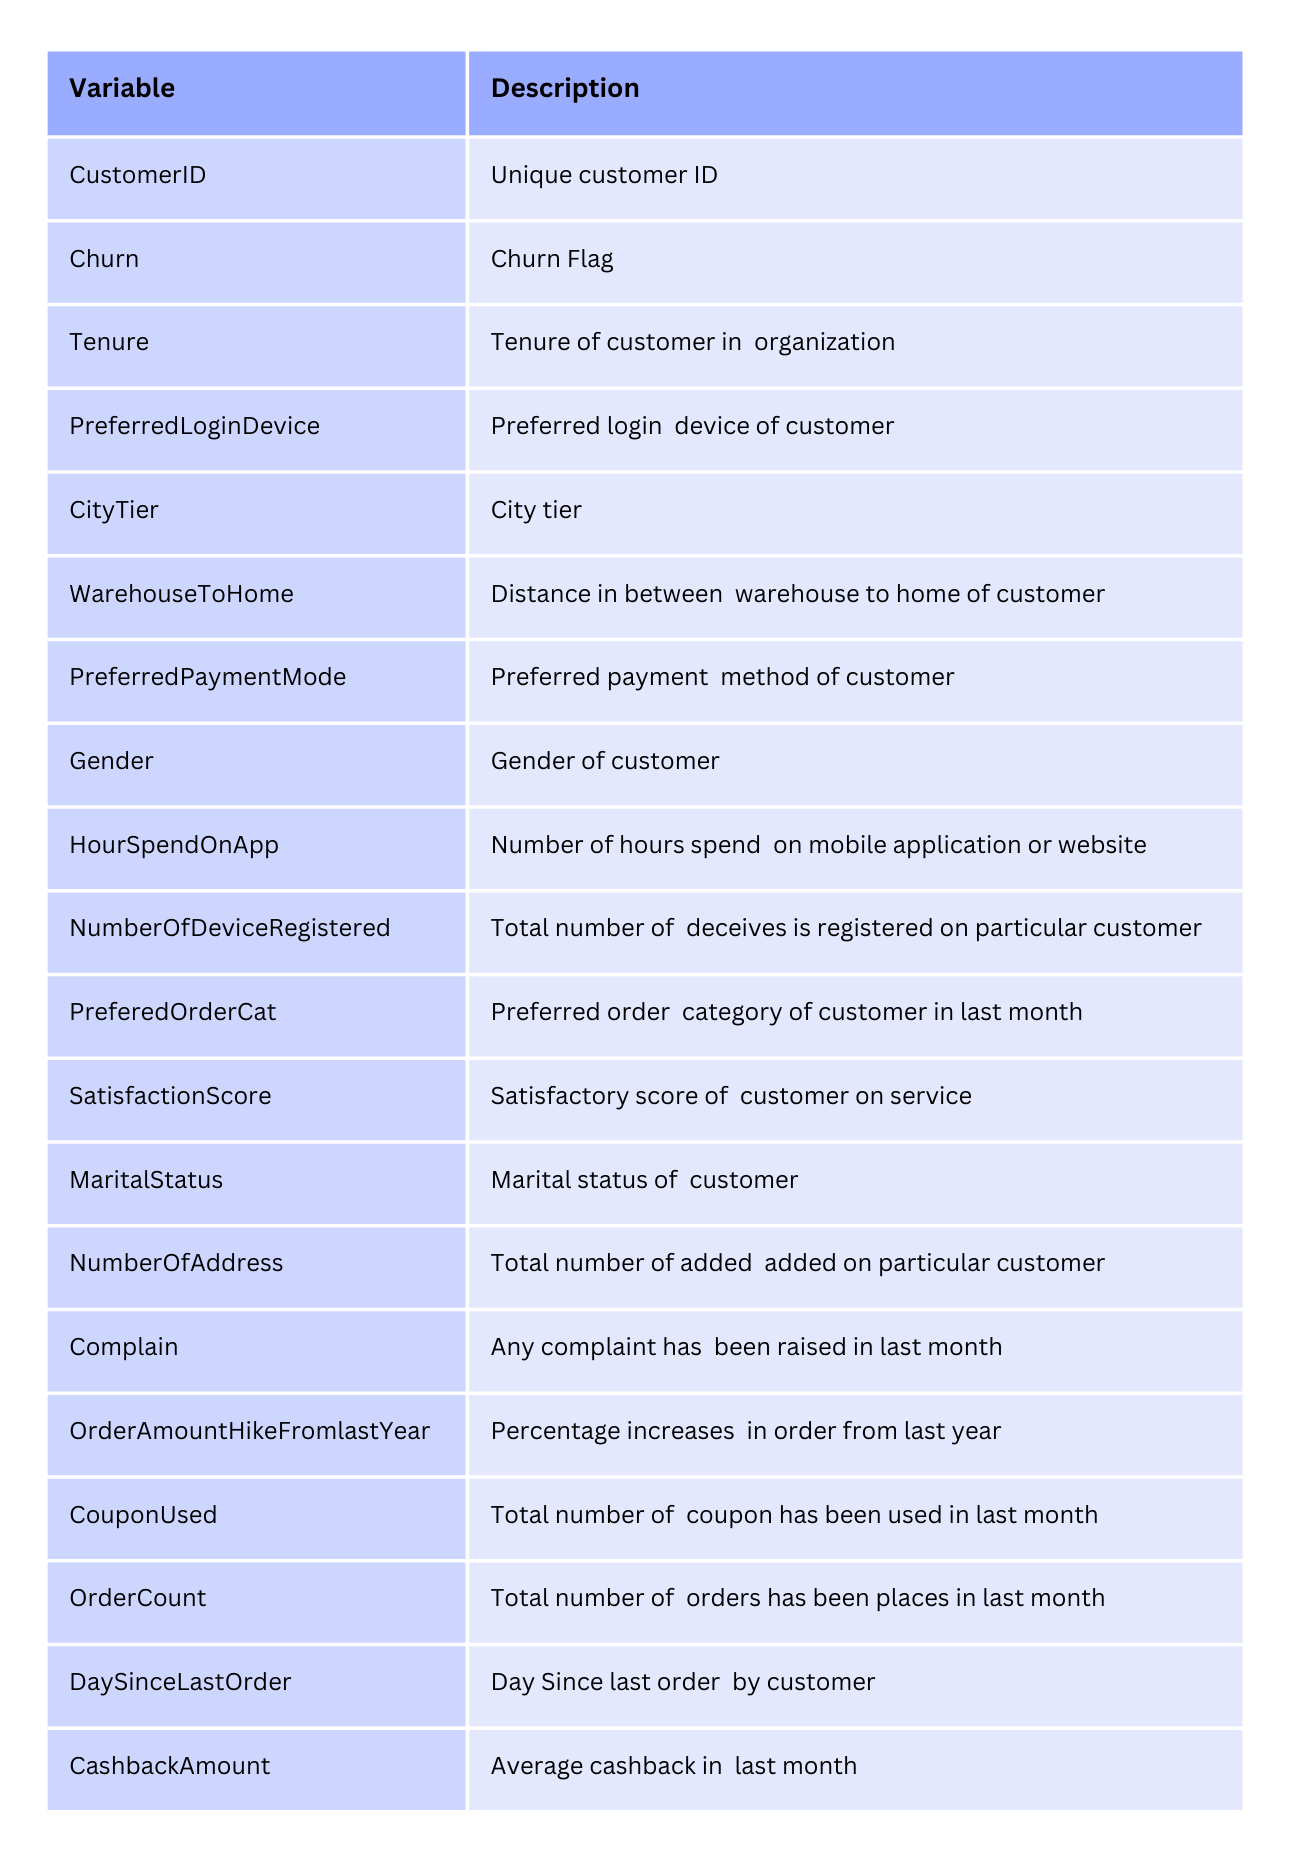 Variable Description
CustomerID Unique customer ID
Churn Churn Flag
Tenure Tenure of customer in  organization
PreferredLoginDevice Preferred login  device of customer
CityTier City tier
WarehouseToHome Distance in between  warehouse to home of customer
PreferredPaymentMode Preferred payment  method of customer
Gender Gender of customer
HourSpendOnApp Number of hours spend  on mobile application or website
NumberOfDeviceRegistered Total number of  deceives is registered on particular customer
PreferedOrderCat Preferred order  category of customer in last month
SatisfactionScore Satisfactory score of  customer on service
MaritalStatus Marital status of  customer
NumberOfAddress Total number of added  added on particular customer
Complain Any complaint has  been raised in last month
OrderAmountHikeFromlastYear Percentage increases  in order from last year
CouponUsed Total number of  coupon has been used in last month
OrderCount Total number of  orders has been places in last month
DaySinceLastOrder Day Since last order  by customer
CashbackAmount Average cashback in  last month